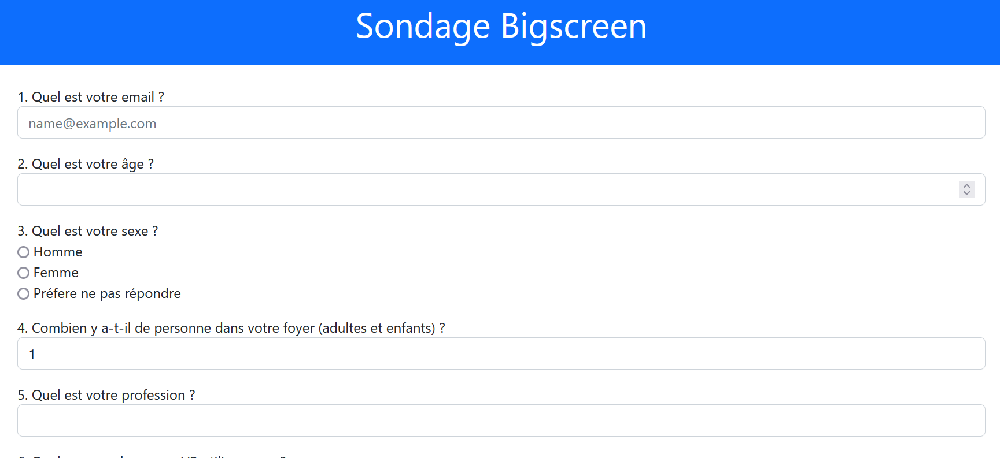 Sondage Bigscreen
1. Quel est votre email ?
name@example.com
2. Quel est votre âge ?
3. Quel est votre sexe ?
Homme
Femme
Préfere ne pas répondre
4. Combien y a-t-il de personne dans votre foyer (adultes et enfants) ?
1
5. Quel est votre profession ?